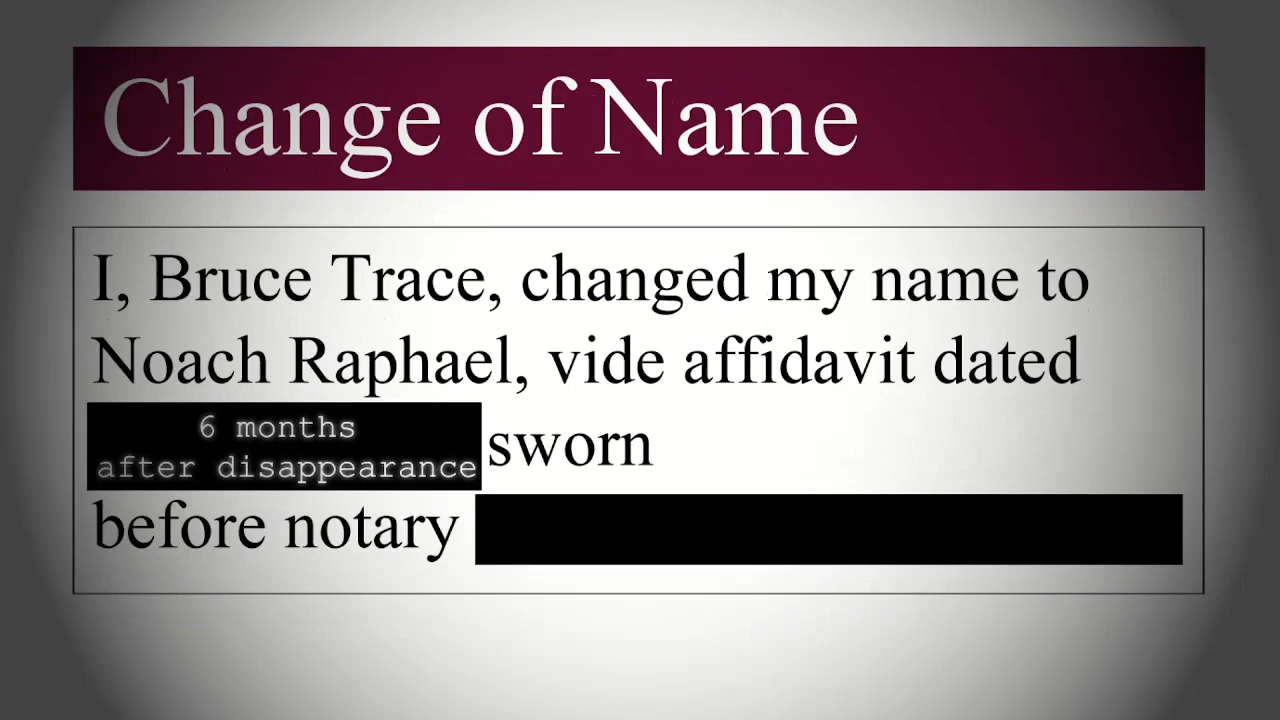 Change of Name
I, Bruce Trace, changed my name to
Noach Raphael, vide affidavit dated
6 months
after disappearance sworn
before notary